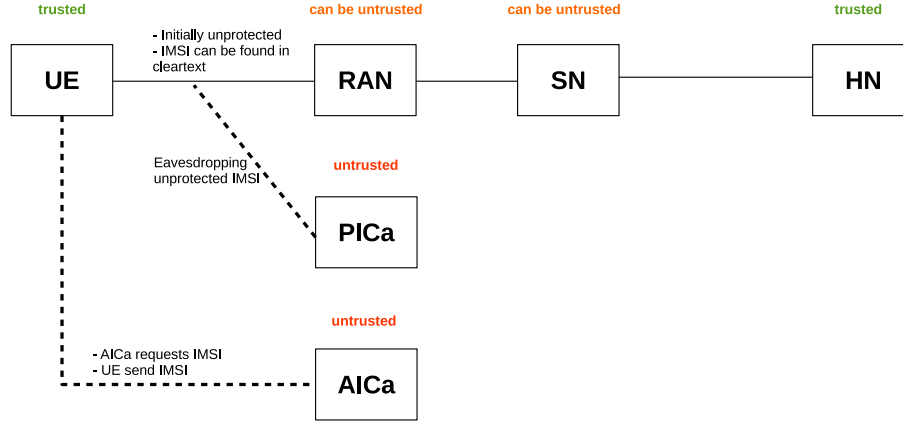 trusted
can be untrusted
can be untrusted
trusted
- Initially unprotected
- IMSI can be found in
cleartext
UE
RAN
SN
HN
Eavesdropping
unprotected IMSI
untrusted
PICa
untrusted
- AICa requests IMSI
- UE send IMSI
AICa